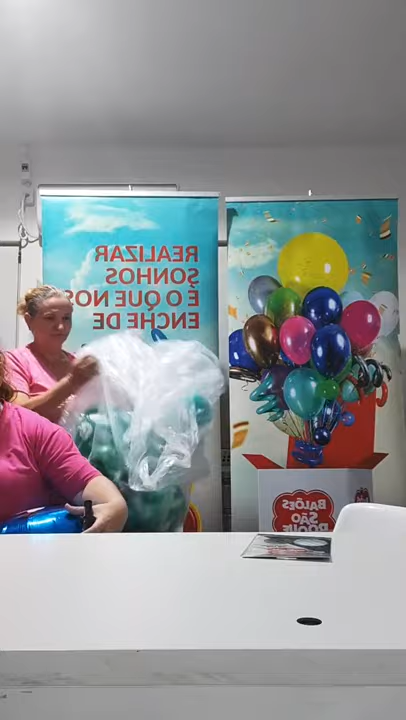 REALIZAR
SONHOS
É O QUE NOS
ENCHE DE
BALÕES
SÃO
ROQUE